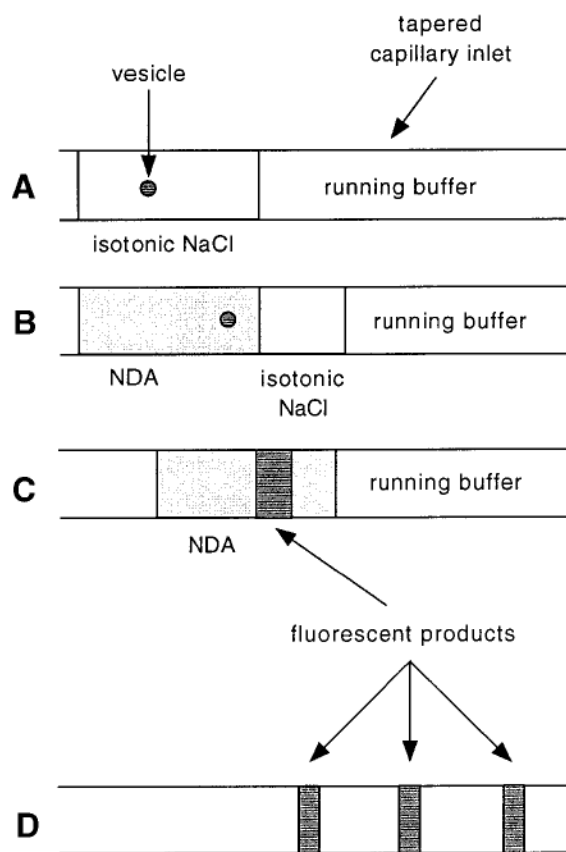 tapered
capillary inlet
vesicle
A
running buffer
isotonic NaCl
B
running buffer
NDA
isotonic
NaCl
C
running buffer
NDA
fluorescent products
D